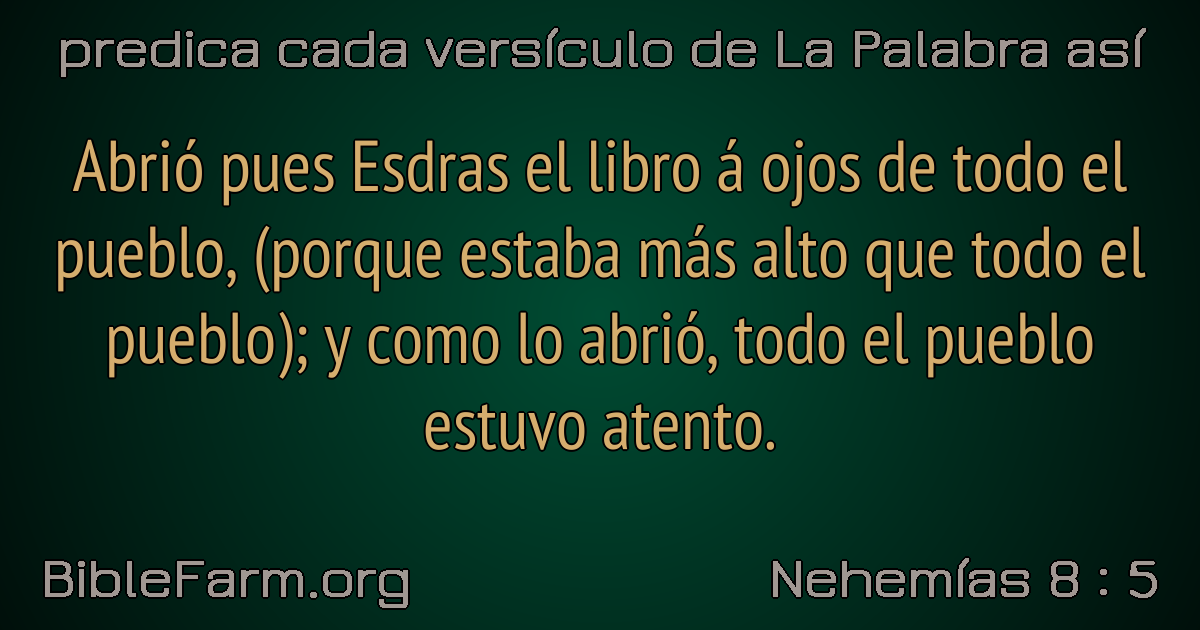 predica cada versículo de La Palabra así
Abrió pues Esdras el libro á ojos de todo el
pueblo, (porque estaba más alto que todo el
pueblo); y como lo abrió, todo el pueblo
estuvo atento.
BibleFarm.org
Nehemías 8 : 5